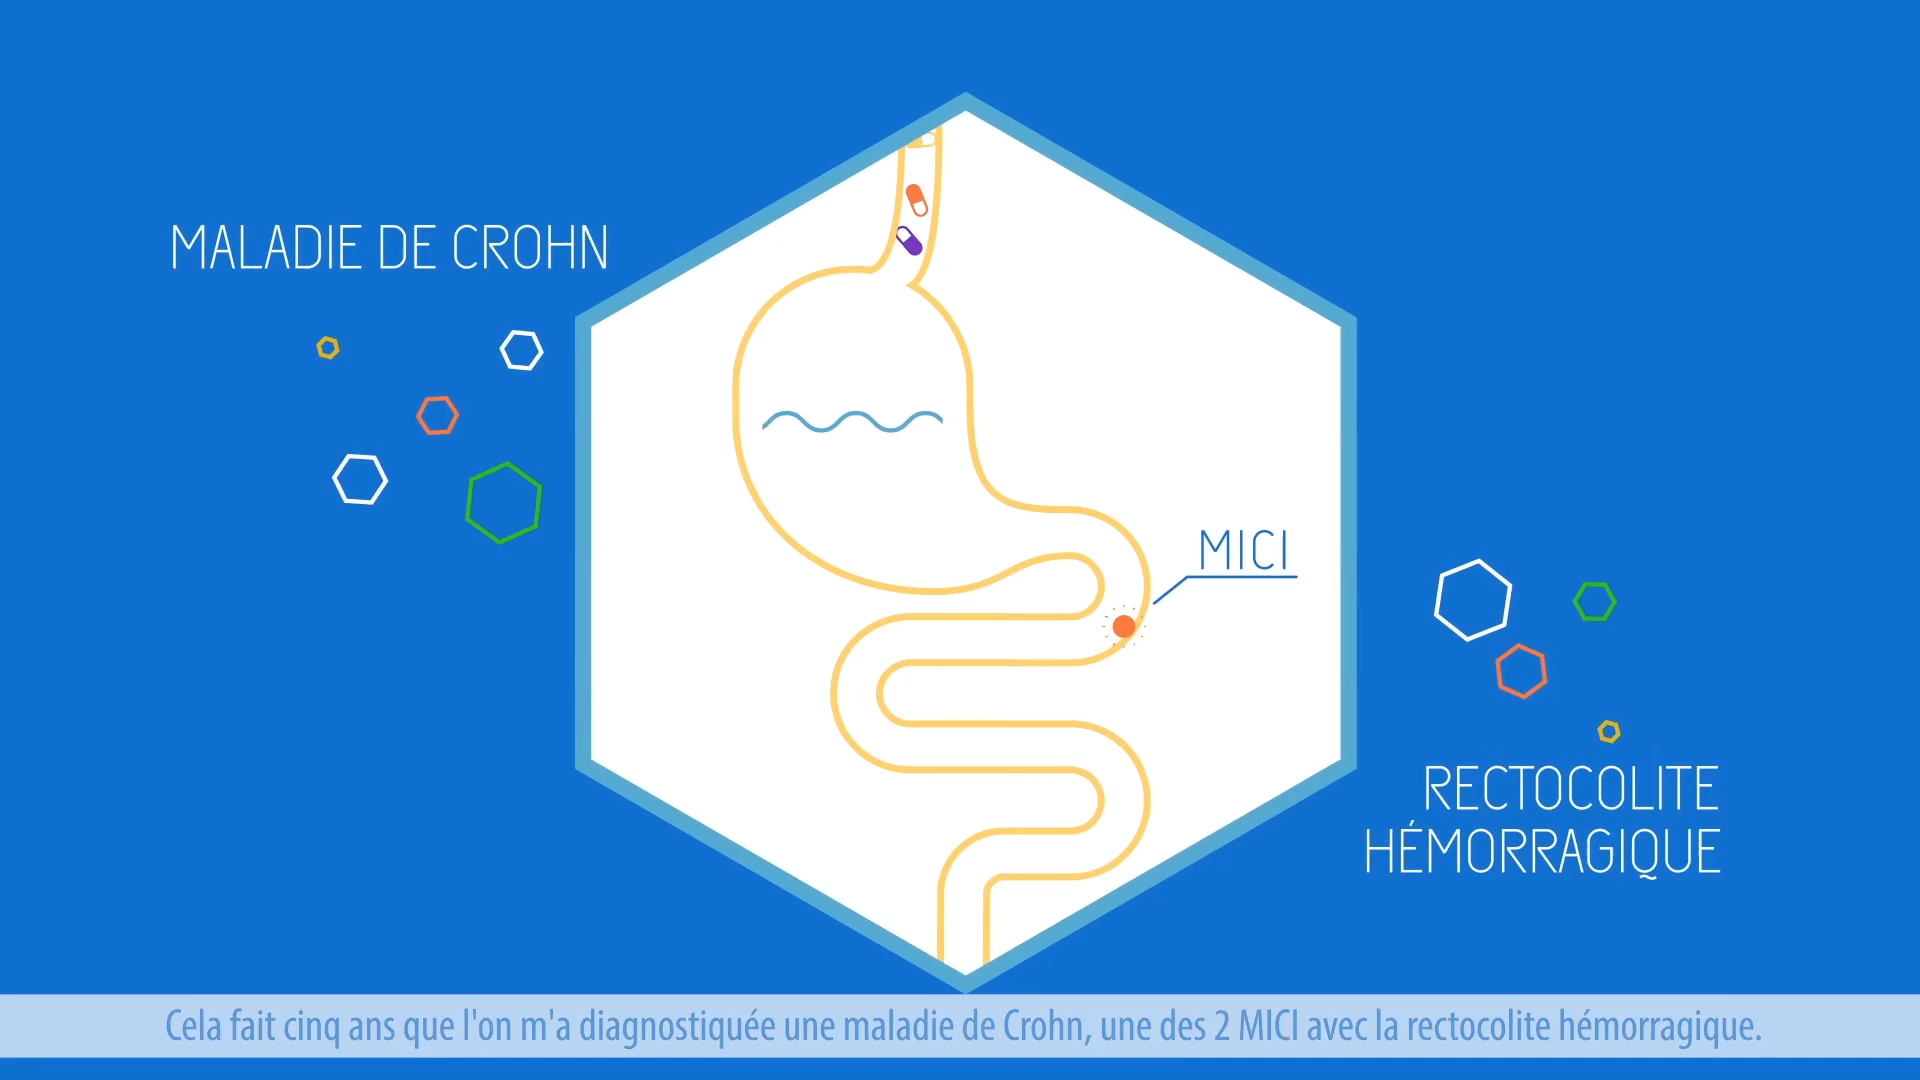 MALADIE DE CROHN
MICI
RECTOCOLITE
HÉMORRAGIQUE
Cela fait cinq ans que l'on m'a diagnostiquée une maladie de Crohn, une des 2 MICI avec la rectocolite hémorragique.